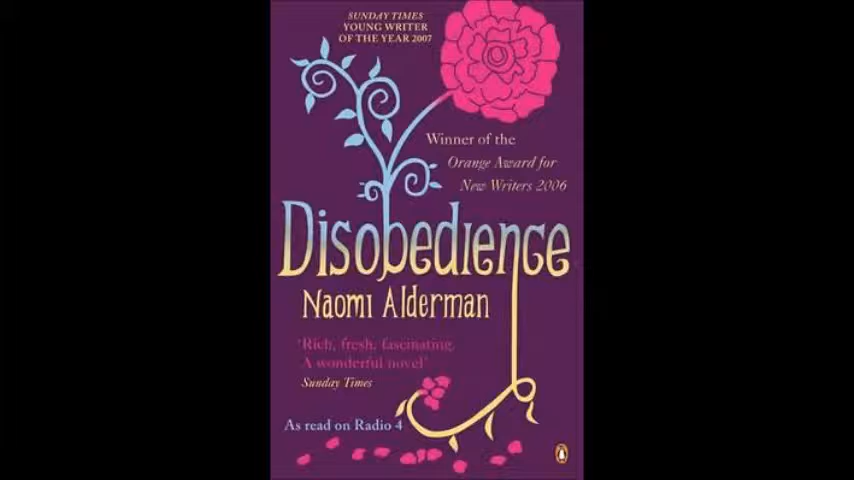 SUNDAY TIMES
YOUNG WRITER
OF THE YEAR 2007
Winner of the
Orange Award for
New Writers 2006
Disobedience
Naomi Alderman
'Rich, fresh, fascinating.
A wonderful novel'
Sunday Times
As read on Radio 4